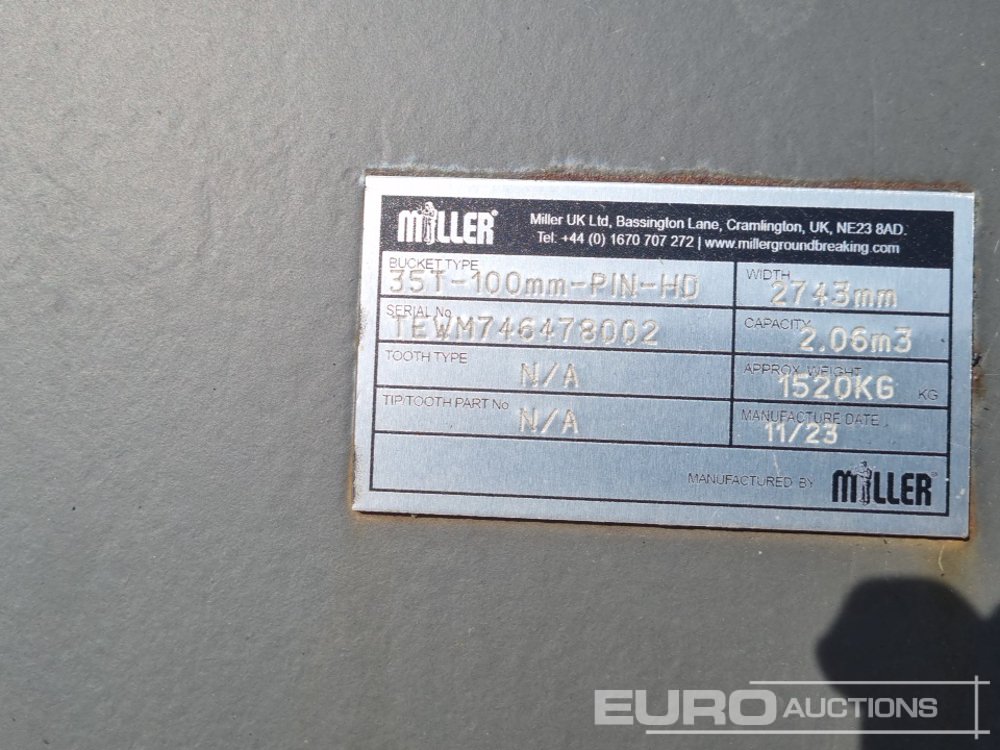 MILLER
Miller UK Ltd, Bassington Lane, Cramlington, UK, NE23 8AD.
Tel: +44 (0) 1670 707 272 | www.millergroundbreaking.com
BUCKET TYPE
35T-100mm-PIN-HD
WIDTH
2743mm
SERIAL No
TEWM746478002
CAPACITY
2.06m3
TOOTH TYPE
N/A
APPROX. WEIGHT
1520KG KG
TIP/TOOTH PART No
N/A
MANUFACTURE DATE
11/23
MANUFACTURED BY MILLER
EURO AUCTIONS